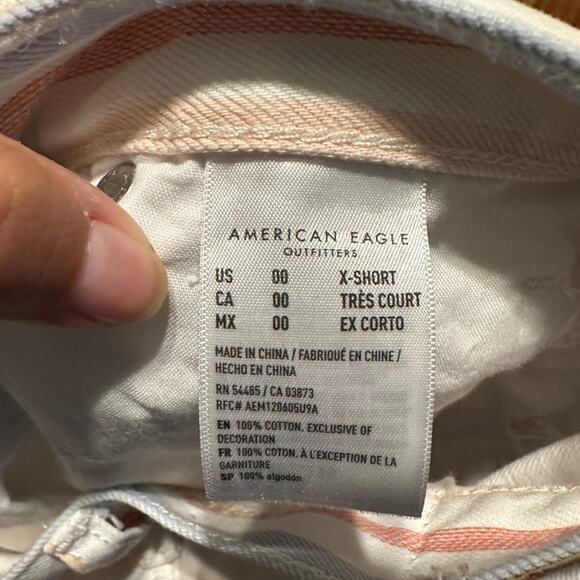 AMERICAN EAGLE
OUTFITTERS
US 00 X-SHORT
CA 00 TRÈS COURT
MX 00 EX CORTO
MADE IN CHINA / FABRIQUÉ EN CHINE /
HECHO EN CHINA
RN 54485 / CA 03873
RFC# AEM120605U9A
EN 100% COTTON. EXCLUSIVE OF
DECORATION
FR 100% COTON. À L'EXCEPTION DE LA
GARNITURE
SP 100% algodón